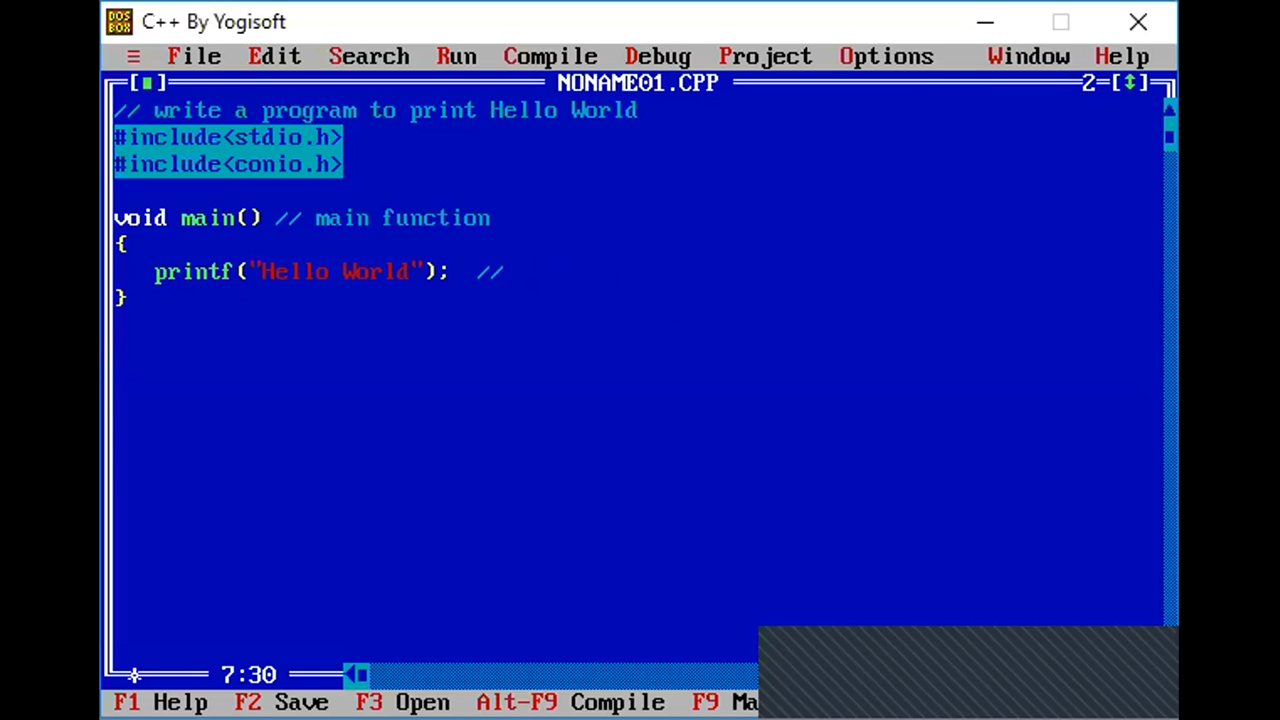 C++ By Yogisoft
≡ File Edit Search Run Compile Debug Project Options Window Help
NONAME01.CPP 2=[↕]
// write a program to print Hello World
#include<stdio.h>
#include<conio.h>
void main() // main function
{
printf("Hello World"); //
}
7:30
F1 Help F2 Save F3 Open Alt-F9 Compile F9 Ma